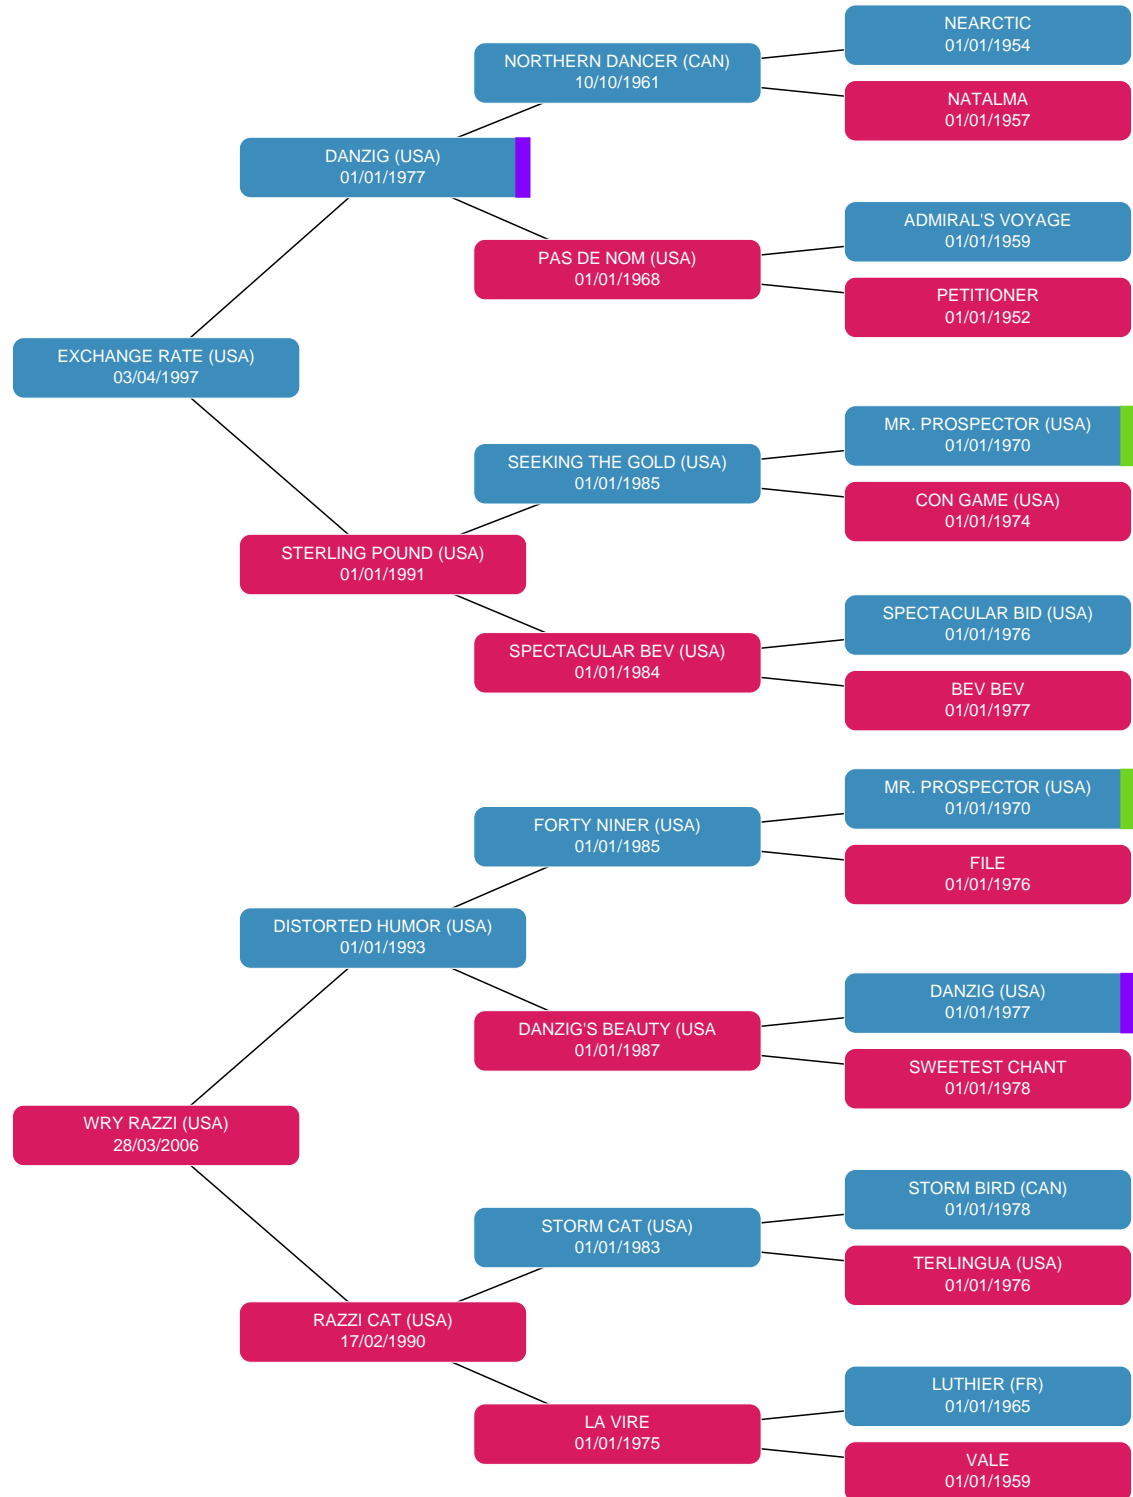 NEARCTIC
01/01/1954
NORTHERN DANCER (CAN)
10/10/1961
NATALMA
01/01/1957
DANZIG (USA)
01/01/1977
ADMIRAL'S VOYAGE
01/01/1959
PAS DE NOM (USA)
01/01/1968
PETITIONER
01/01/1952
EXCHANGE RATE (USA)
03/04/1997
MR. PROSPECTOR (USA)
01/01/1970
SEEKING THE GOLD (USA)
01/01/1985
CON GAME (USA)
01/01/1974
STERLING POUND (USA)
01/01/1991
SPECTACULAR BID (USA)
01/01/1976
SPECTACULAR BEV (USA)
01/01/1984
BEV BEV
01/01/1977
MR. PROSPECTOR (USA)
01/01/1970
FORTY NINER (USA)
01/01/1985
FILE
01/01/1976
DISTORTED HUMOR (USA)
01/01/1993
DANZIG (USA)
01/01/1977
DANZIG'S BEAUTY (USA
01/01/1987
SWEETEST CHANT
01/01/1978
WRY RAZZI (USA)
28/03/2006
STORM BIRD (CAN)
01/01/1978
STORM CAT (USA)
01/01/1983
TERLINGUA (USA)
01/01/1976
RAZZI CAT (USA)
17/02/1990
LUTHIER (FR)
01/01/1965
LA VIRE
01/01/1975
VALE
01/01/1959